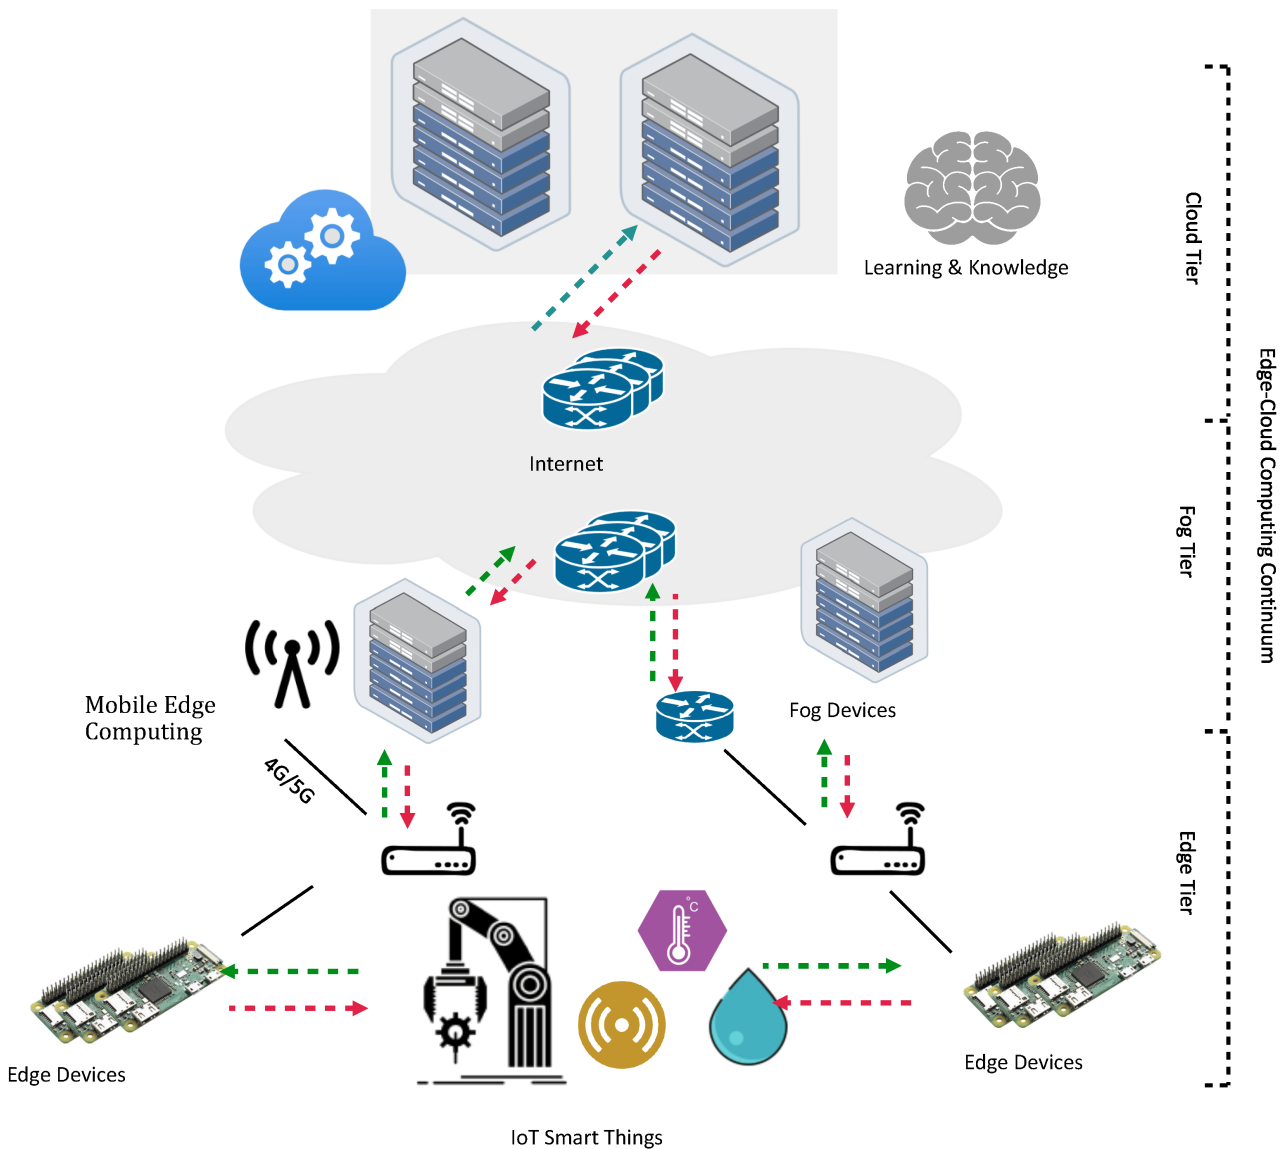 Cloud Tier
Learning & Knowledge
Edge-Cloud Computing Continuum
Internet
Fog Tier
Mobile Edge
Computing
Fog Devices
4G/5G
Edge Tier
°C
Edge Devices
Edge Devices
IoT Smart Things